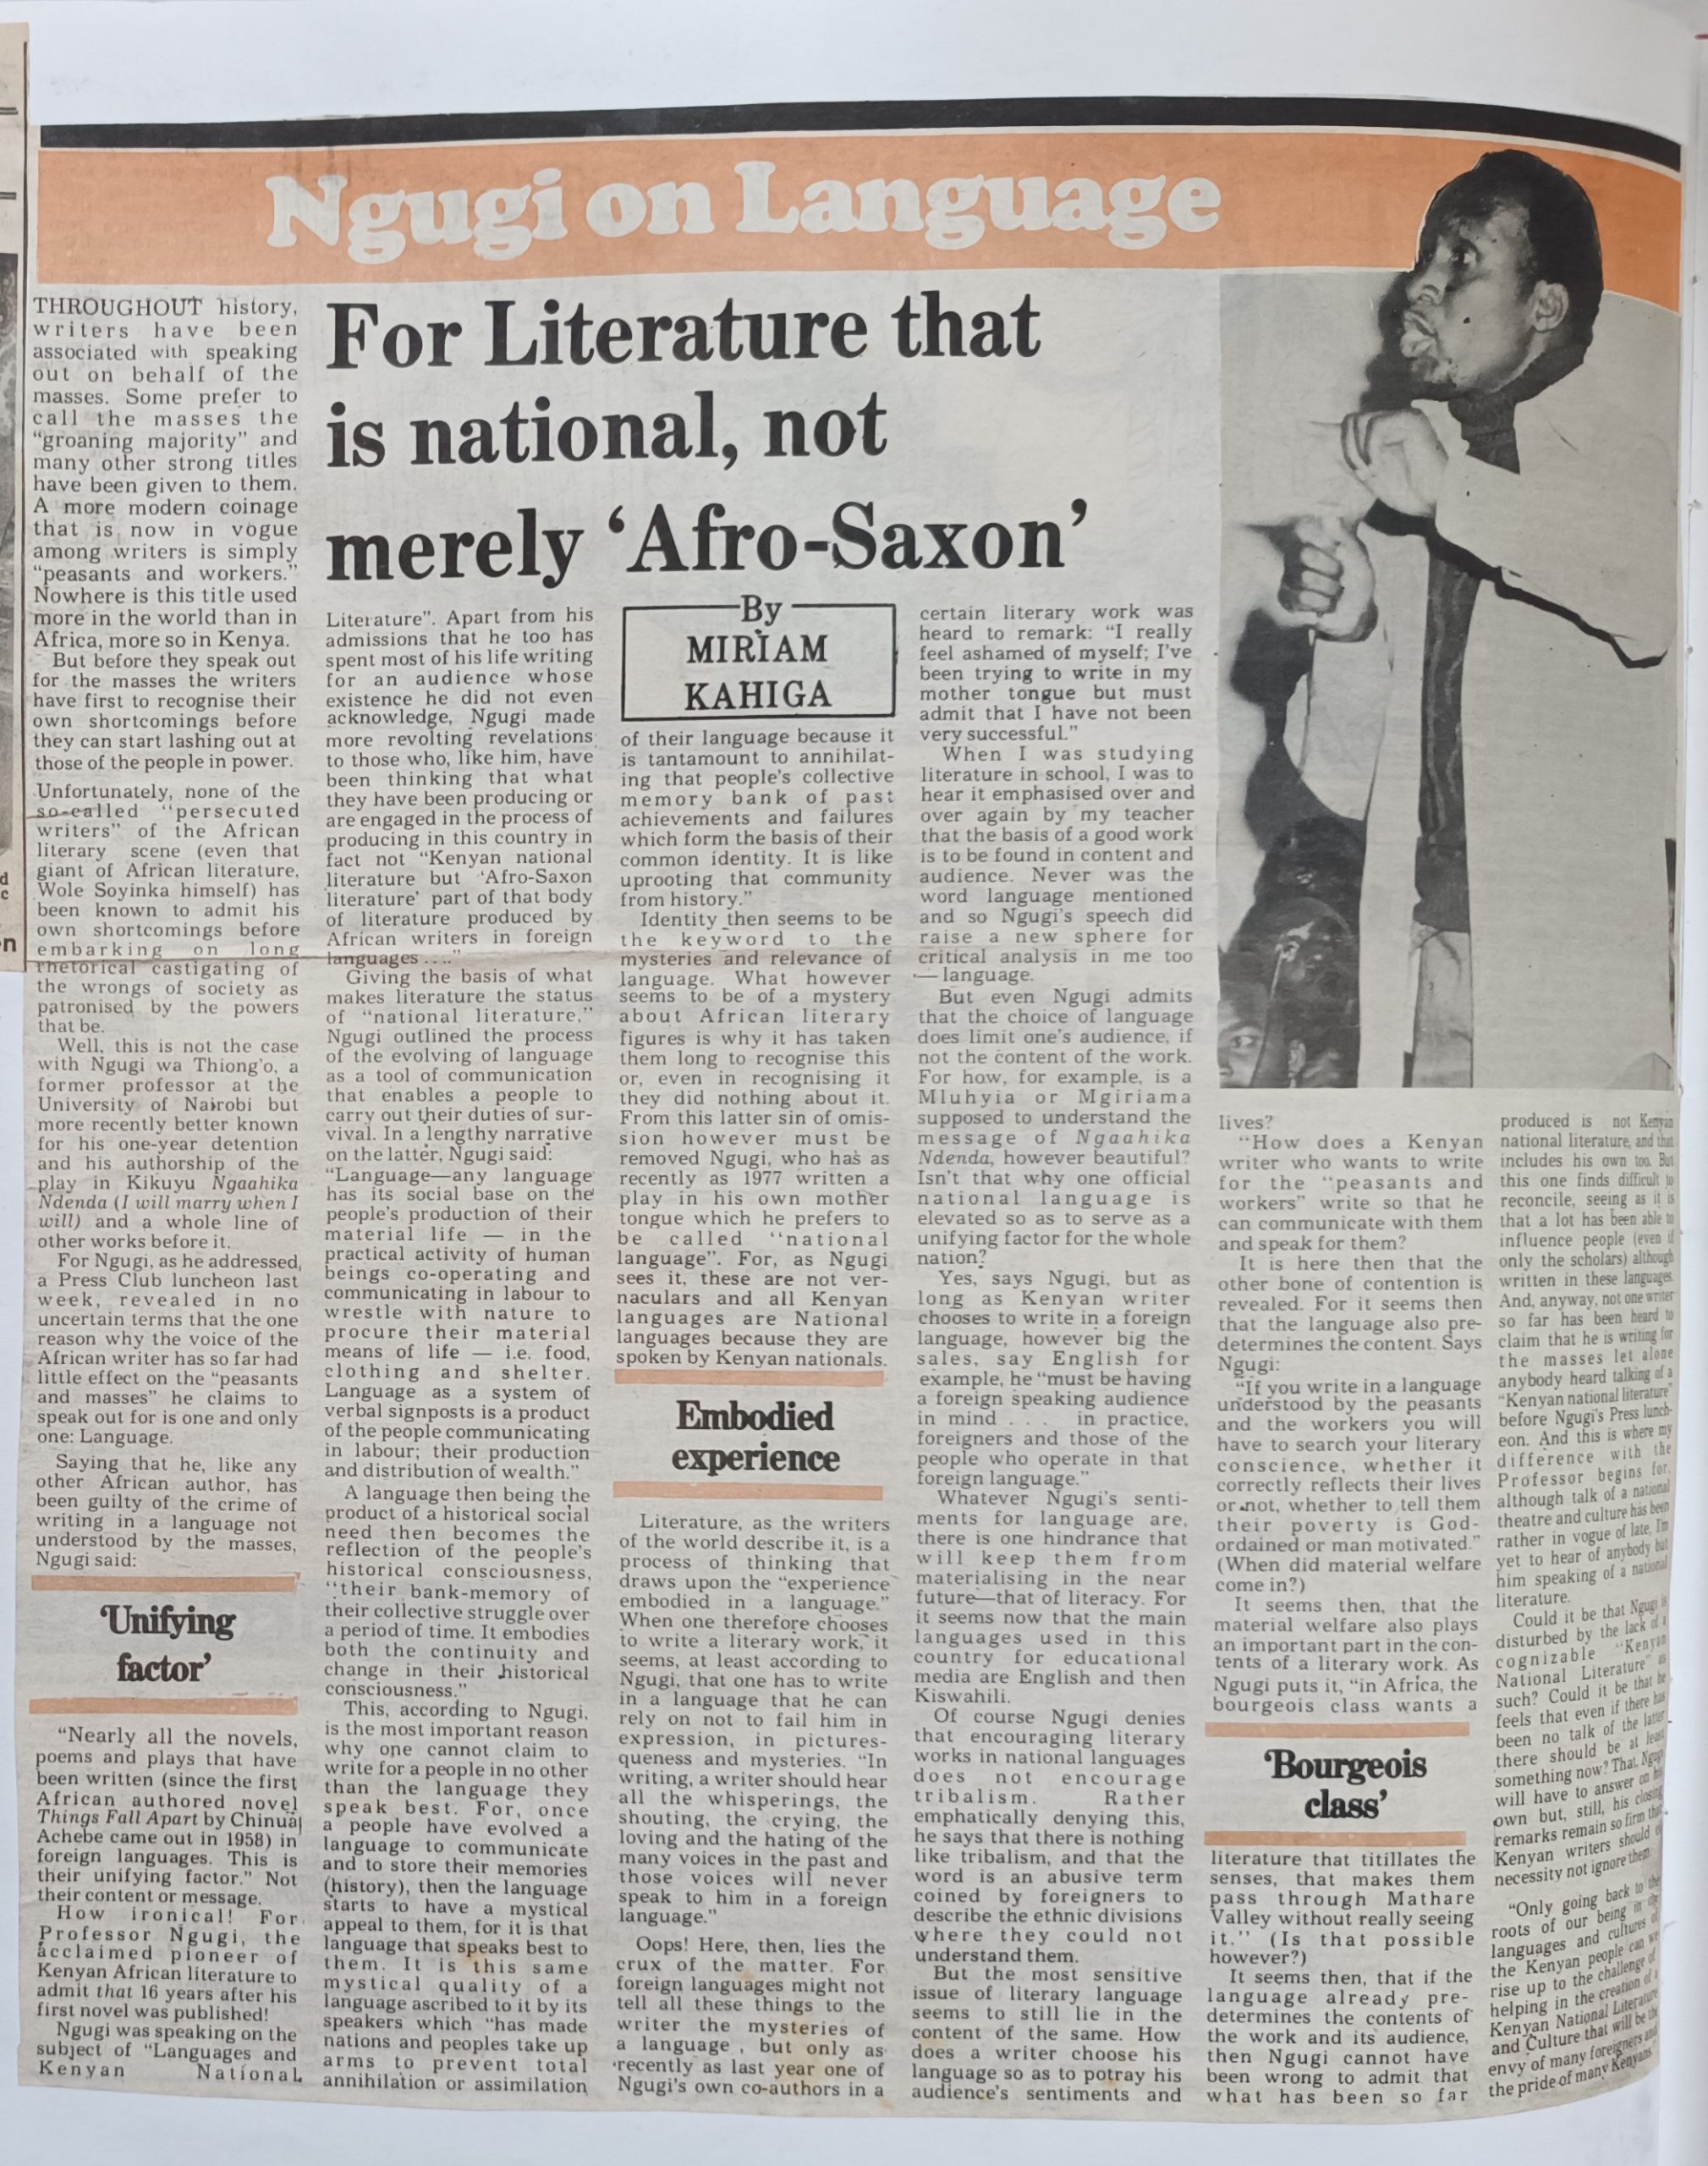 Ngugi on Language
For Literature that
is national, not
merely ‘Afro-Saxon’
By
MIRIAM
KAHIGA
THROUGHOUT history,
writers have been
associated with speaking
out on behalf of the
masses. Some prefer to
call the masses the
“groaning majority” and
many other strong titles
have been given to them.
A more modern coinage
that is now in vogue
among writers is simply
“peasants and workers.”
Nowhere is this title used
more in the world than in
Africa, more so in Kenya.
But before they speak out
for the masses the writers
have first to recognise their
own shortcomings before
they can start lashing out at
those of the people in power.
Unfortunately, none of the
so-called “persecuted
writers” of the African
literary scene (even that
giant of African literature,
Wole Soyinka himself) has
been known to admit his
own shortcomings before
embarking on long
rhetorical castigating of
the wrongs of society as
patronised by the powers
that be.
Well, this is not the case
with Ngugi wa Thiong’o, a
former professor at the
University of Nairobi but
more recently better known
for his one-year detention
and his authorship of the
play in Kikuyu Ngaahika
Ndenda (I will marry when I
will) and a whole line of
other works before it.
For Ngugi, as he addressed,
a Press Club luncheon last
week, revealed in no
uncertain terms that the one
reason why the voice of the
African writer has so far had
little effect on the “peasants
and masses” he claims to
speak out for is one and only
one: Language.
Saying that he, like any
other African author, has
been guilty of the crime of
writing in a language not
understood by the masses,
Ngugi said:
‘Unifying
factor’
“Nearly all the novels,
poems and plays that have
been written (since the first
African authored novel
Things Fall Apart by Chinua
Achebe came out in 1958) in
foreign languages. This is
their unifying factor.” Not
their content or message.
How ironical! For
Professor Ngugi, the
acclaimed pioneer of
Kenyan African literature to
admit that 16 years after his
first novel was published!
Ngugi was speaking on the
subject of “Languages and
Kenyan National
Literature”. Apart from his
admissions that he too has
spent most of his life writing
for an audience whose
existence he did not even
acknowledge, Ngugi made
more revolting revelations
to those who, like him, have
been thinking that what
they have been producing or
are engaged in the process of
producing in this country in
fact not “Kenyan national
literature but ‘Afro-Saxon
literature’ part of that body
of literature produced by
African writers in foreign
languages . . . .”
Giving the basis of what
makes literature the status
of “national literature,”
Ngugi outlined the process
of the evolving of language
as a tool of communication
that enables a people to
carry out their duties of sur-
vival. In a lengthy narrative
on the latter, Ngugi said:
“Language—any language
has its social base on the
people’s production of their
material life — in the
practical activity of human
beings co-operating and
communicating in labour to
wrestle with nature to
procure their material
means of life — i.e. food,
clothing and shelter.
Language as a system of
verbal signposts is a product
of the people communicating
in labour; their production
and distribution of wealth.”
A language then being the
product of a historical social
need then becomes the
reflection of the people’s
historical consciousness,
“their bank-memory of
their collective struggle over
a period of time. It embodies
both the continuity and
change in their historical
consciousness.”
This, according to Ngugi,
is the most important reason
why one cannot claim to
write for a people in no other
than the language they
speak best. For, once
a people have evolved a
language to communicate
and to store their memories
(history), then the language
starts to have a mystical
appeal to them, for it is that
language that speaks best to
them. It is this same
mystical quality of a
language ascribed to it by its
speakers which “has made
nations and peoples take up
arms to prevent total
annihilation or assimilation
of their language because it
is tantamount to annihilat-
ing that people’s collective
memory bank of past
achievements and failures
which form the basis of their
common identity. It is like
uprooting that community
from history.”
Identity then seems to be
the keyword to the
mysteries and relevance of
language. What however
seems to be of a mystery
about African literary
figures is why it has taken
them long to recognise this
or, even in recognising it
they did nothing about it.
From this latter sin of omis-
sion however must be
removed Ngugi, who has as
recently as 1977 written a
play in his own mother
tongue which he prefers to
be called “national
language”. For, as Ngugi
sees it, these are not ver-
naculars and all Kenyan
languages are National
languages because they are
spoken by Kenyan nationals.
Embodied
experience
Literature, as the writers
of the world describe it, is a
process of thinking that
draws upon the “experience
embodied in a language.”
When one therefore chooses
to write a literary work, it
seems, at least according to
Ngugi, that one has to write
in a language that he can
rely on not to fail him in
expression, in pictures-
queness and mysteries. “In
writing, a writer should hear
all the whisperings, the
shouting, the crying, the
loving and the hating of the
many voices in the past and
those voices will never
speak to him in a foreign
language.”
Oops! Here, then, lies the
crux of the matter. For
foreign languages might not
tell all these things to the
writer the mysteries of
a language , but only as
recently as last year one of
Ngugi’s own co-authors in a
certain literary work was
heard to remark: “I really
feel ashamed of myself; I’ve
been trying to write in my
mother tongue but must
admit that I have not been
very successful.”
When I was studying
literature in school, I was to
hear it emphasised over and
over again by my teacher
that the basis of a good work
is to be found in content and
audience. Never was the
word language mentioned
and so Ngugi’s speech did
raise a new sphere for
critical analysis in me too
— language.
But even Ngugi admits
that the choice of language
does limit one’s audience, if
not the content of the work.
For how, for example, is a
Mluhyia or Mgiriama
supposed to understand the
message of Ngaahika
Ndenda, however beautiful?
Isn’t that why one official
national language is
elevated so as to serve as a
unifying factor for the whole
nation?
Yes, says Ngugi, but as
long as Kenyan writer
chooses to write in a foreign
language, however big the
sales, say English for
example, he “must be having
a foreign speaking audience
in mind . . . in practice,
foreigners and those of the
people who operate in that
foreign language.”
Whatever Ngugi’s senti-
ments for language are,
there is one hindrance that
will keep them from
materialising in the near
future—that of literacy. For
it seems now that the main
languages used in this
country for educational
media are English and then
Kiswahili.
Of course Ngugi denies
that encouraging literary
works in national languages
does not encourage
tribalism. Rather
emphatically denying this,
he says that there is nothing
like tribalism, and that the
word is an abusive term
coined by foreigners to
describe the ethnic divisions
where they could not
understand them.
But the most sensitive
issue of literary language
seems to still lie in the
content of the same. How
does a writer choose his
language so as to potray his
audience’s sentiments and
lives?
“How does a Kenyan
writer who wants to write
for the “peasants and
workers” write so that he
can communicate with them
and speak for them?
It is here then that the
other bone of contention is
revealed. For it seems then
that the language also pre-
determines the content. Says
Ngugi:
“If you write in a language
understood by the peasants
and the workers you will
have to search your literary
conscience, whether it
correctly reflects their lives
or not, whether to tell them
their poverty is God-
ordained or man motivated.”
(When did material welfare
come in?)
It seems then, that the
material welfare also plays
an important part in the con-
tents of a literary work. As
Ngugi puts it, “in Africa, the
bourgeois class wants a
‘Bourgeois
class’
literature that titillates the
senses, that makes them
pass through Mathare
Valley without really seeing
it.” (Is that possible
however?)
It seems then, that if the
language already pre-
determines the contents of
the work and its audience,
then Ngugi cannot have
been wrong to admit that
what has been so far
produced is not Kenyan
national literature, and that
includes his own too. But
this one finds difficult to
reconcile, seeing as it is
that a lot has been able to
influence people (even if
only the scholars) although
written in these languages.
And, anyway, not one writer
so far has been heard to
claim that he is writing for
the masses let alone
anybody heard talking of a
“Kenyan national literature”
before Ngugi’s Press lunch-
eon. And this is where my
difference with the
Professor begins for,
although talk of a national
theatre and culture has been
rather in vogue of late, I’m
yet to hear of anybody but
him speaking of a national
literature.
Could it be that Ngugi is
disturbed by the lack of a
cognizable “Kenyan
National Literature” as
such? Could it be that he
feels that even if there has
been no talk of the latter
there should be at least
something now? That, Ngugi
will have to answer on his
own but, still, his closing
remarks remain so firm that
Kenyan writers should of
necessity not ignore them.
“Only going back to the
roots of our being in the
languages and cultures of
the Kenyan people can we
rise up to the challenge of
helping in the creation of a
Kenyan National Literature
and Culture that will be the
envy of many foreigners and
the pride of many Kenyans.”